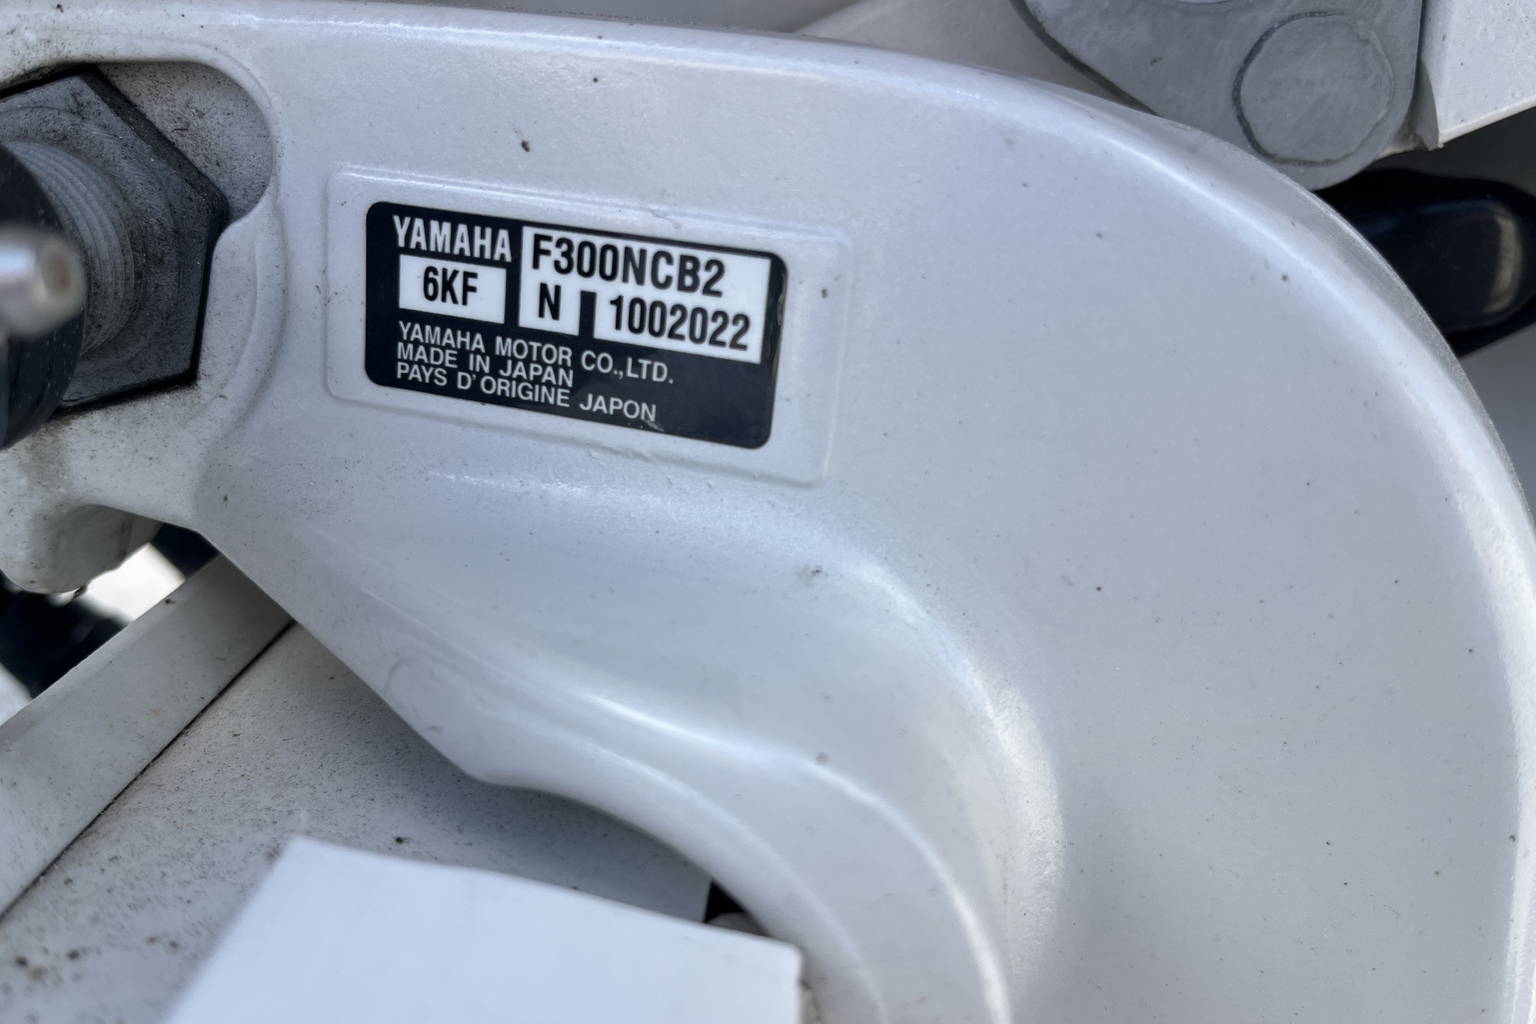 YAMAHA
F300NCB2
6KF
N 1002022
YAMAHA MOTOR CO.,LTD.
MADE IN JAPAN
PAYS D'ORIGINE JAPON